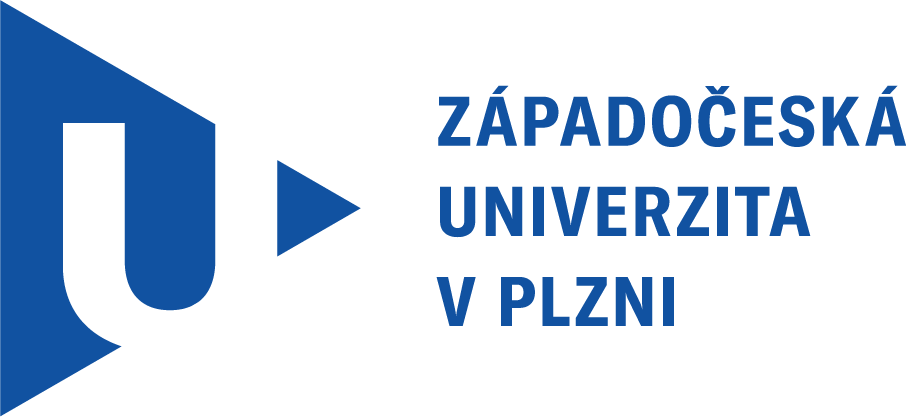 U
ZÁPADOČESKÁ
UNIVERZITA
V PLZNI